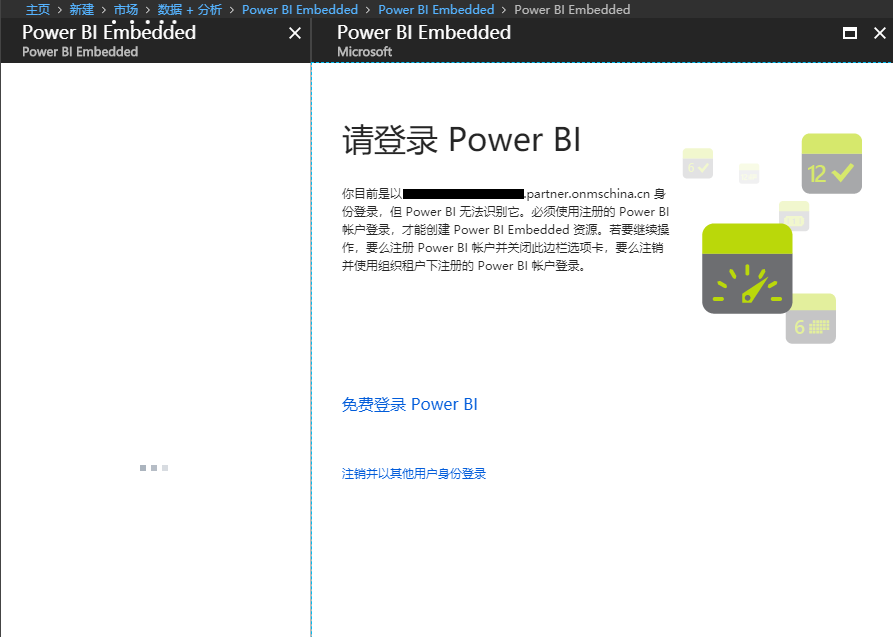 主页 > 新建 > 市场 > 数据 + 分析 > Power BI Embedded > Power BI Embedded > Power BI Embedded
Power BI Embedded
Power BI Embedded
Power BI Embedded
Microsoft
请登录 Power BI
你目前是以 .partner.onmschina.cn 身
份登录，但 Power BI 无法识别它。必须使用注册的 Power BI
帐户登录，才能创建 Power BI Embedded 资源。若要继续操
作，要么注册 Power BI 帐户并关闭此边栏选项卡，要么注销
并使用组织租户下注册的 Power BI 帐户登录。
6
12
6
免费登录 Power BI
注销并以其他用户身份登录